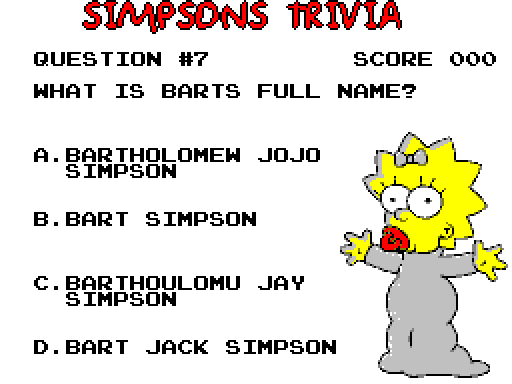 SIMPSONS TRIVIA
QUESTION #7 SCORE 000
WHAT IS BARTS FULL NAME?
A.BARTHOLOMEW JOJO
SIMPSON
B.BART SIMPSON
C.BARTHOULOMU JAY
SIMPSON
D.BART JACK SIMPSON